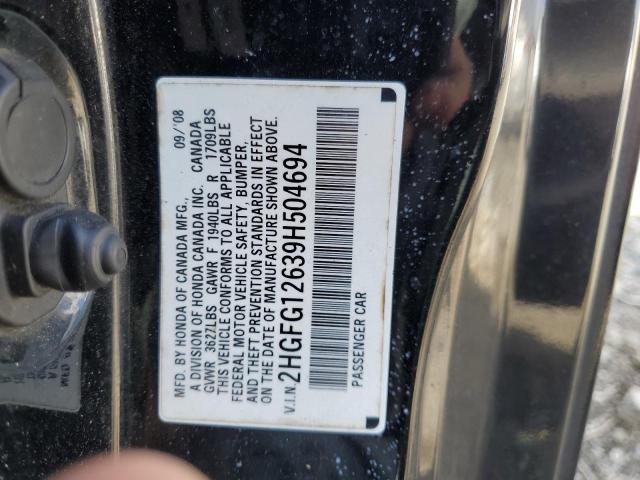 MFD. BY HONDA OF CANADA MFG., 09/'08
A DIVISION OF HONDA CANADA INC. CANADA
GVWR 3627LBS GAWR F 1940LBS R 1709LBS
THIS VEHICLE CONFORMS TO ALL APPLICABLE
FEDERAL MOTOR VEHICLE SAFETY, BUMPER,
AND THEFT PREVENTION STANDARDS IN EFFECT
ON THE DATE OF MANUFACTURE SHOWN ABOVE.
V.I.N. 2HGFG12639H504694
PASSENGER CAR